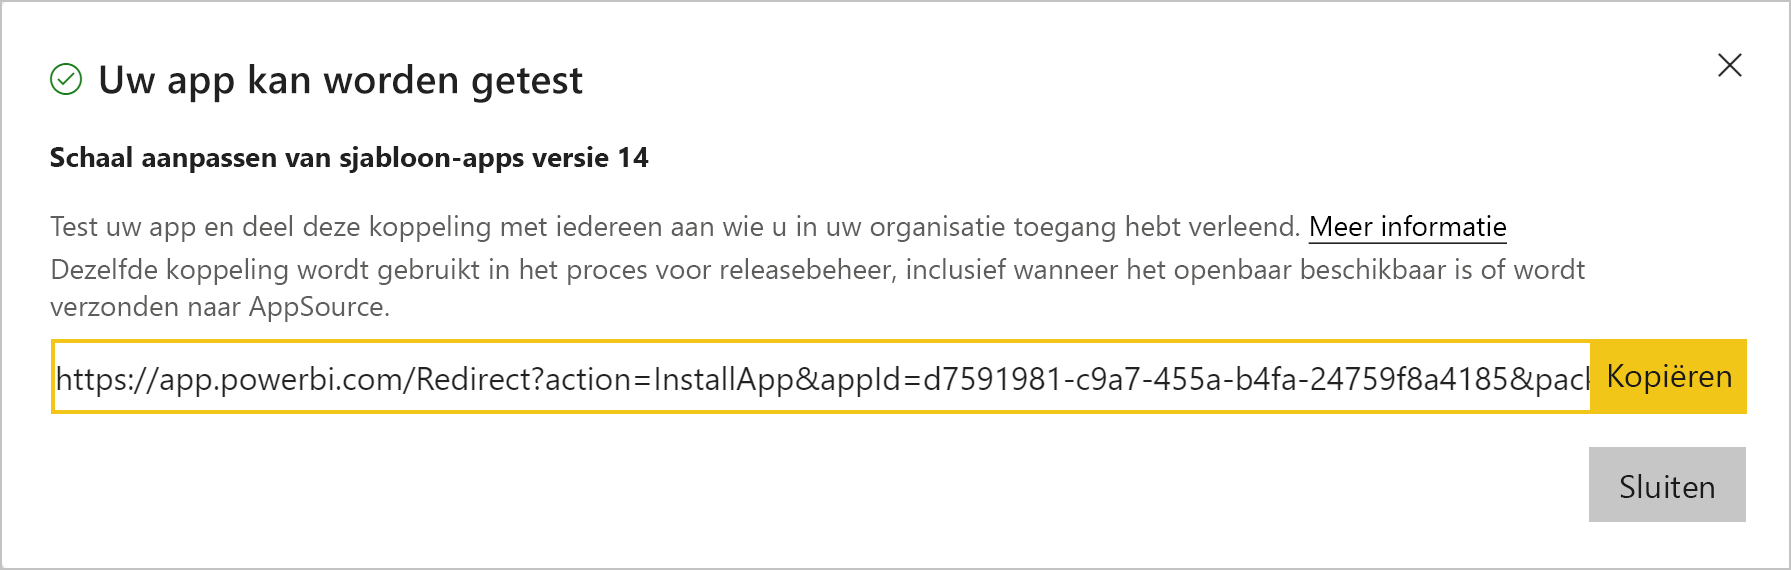 Uw app kan worden getest
Schaal aanpassen van sjabloon-apps versie 14
Test uw app en deel deze koppeling met iedereen aan wie u in uw organisatie toegang hebt verleend. Meer informatie
Dezelfde koppeling wordt gebruikt in het proces voor releasebeheer, inclusief wanneer het openbaar beschikbaar is of wordt
verzonden naar AppSource.
https://app.powerbi.com/Redirect?action=InstallApp&appId=d7591981-c9a7-455a-b4fa-24759f8a4185&pack Kopiëren
Sluiten